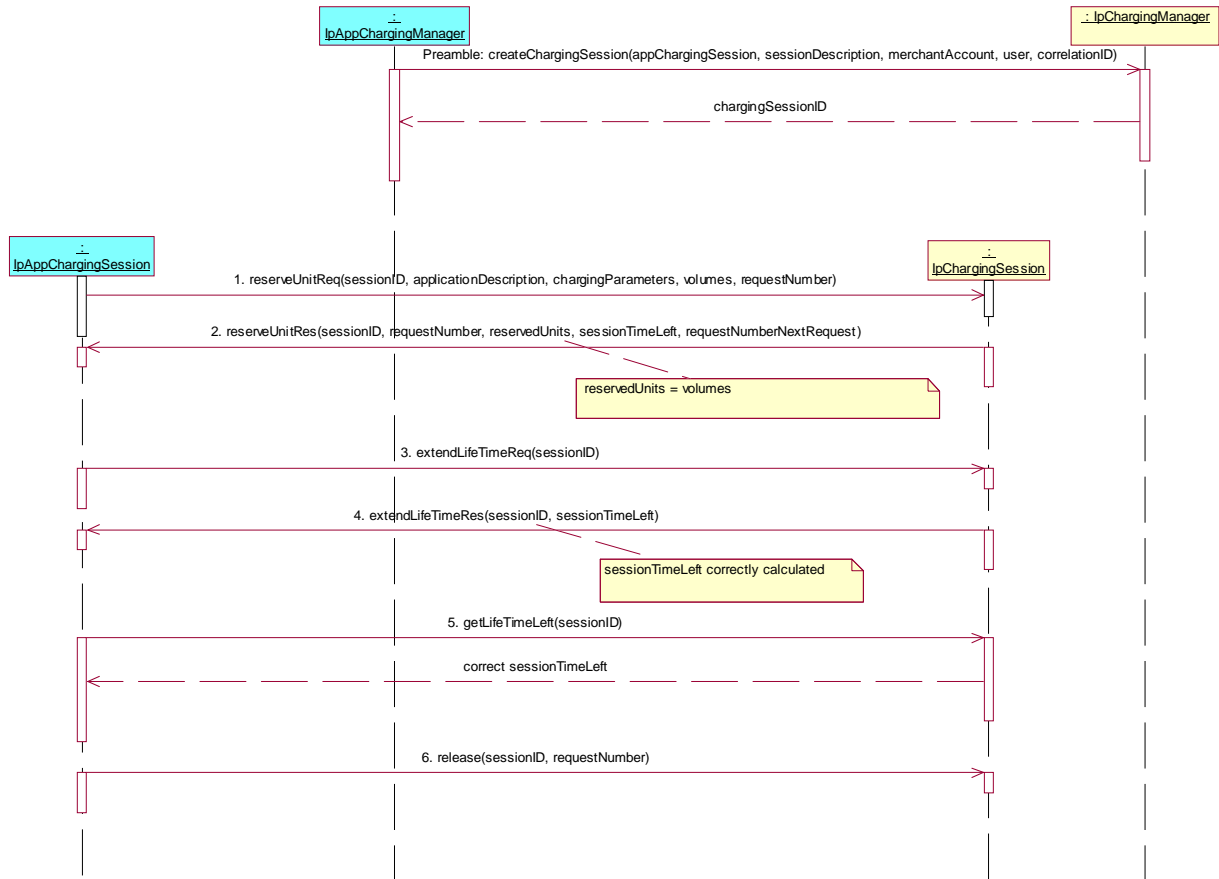 :
IpAppChargingManager
: IpChargingManager
Preamble: createChargingSession(appChargingSession, sessionDescription, merchantAccount, user, correlationID)
chargingSessionID
:
IpAppChargingSession
:
IpChargingSession
1. reserveUnitReq(sessionID, applicationDescription, chargingParameters, volumes, requestNumber)
2. reserveUnitRes(sessionID, requestNumber, reservedUnits, sessionTimeLeft, requestNumberNextRequest)
reservedUnits = volumes
3. extendLifeTimeReq(sessionID)
4. extendLifeTimeRes(sessionID, sessionTimeLeft)
sessionTimeLeft correctly calculated
5. getLifeTimeLeft(sessionID)
correct sessionTimeLeft
6. release(sessionID, requestNumber)